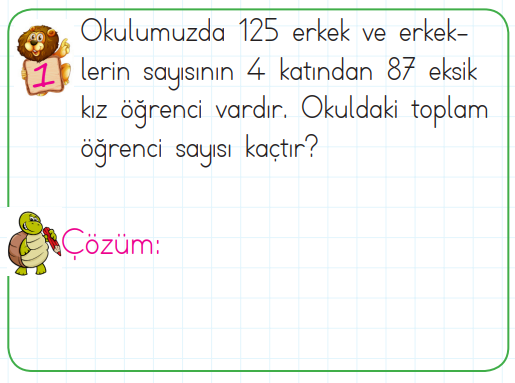 1
Okulumuzda 125 erkek ve erkek-
lerin sayısının 4 katından 87 eksik
kız öğrenci vardır. Okuldaki toplam
öğrenci sayısı kaçtır?
Çözüm: